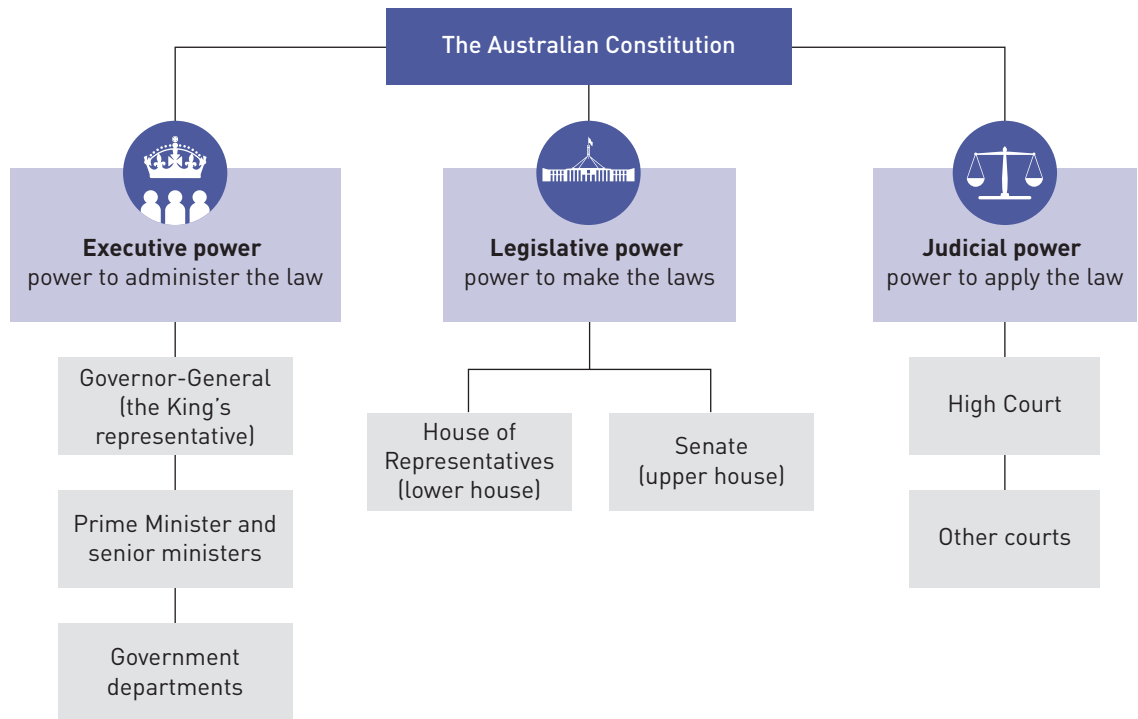 The Australian Constitution
Executive power
power to administer the law
Governor-General
(the King's
representative)
Prime Minister and
senior ministers
Government
departments
Legislative power
power to make the laws
House of
Representatives
(lower house)
Senate
(upper house)
Judicial power
power to apply the law
High Court
Other courts